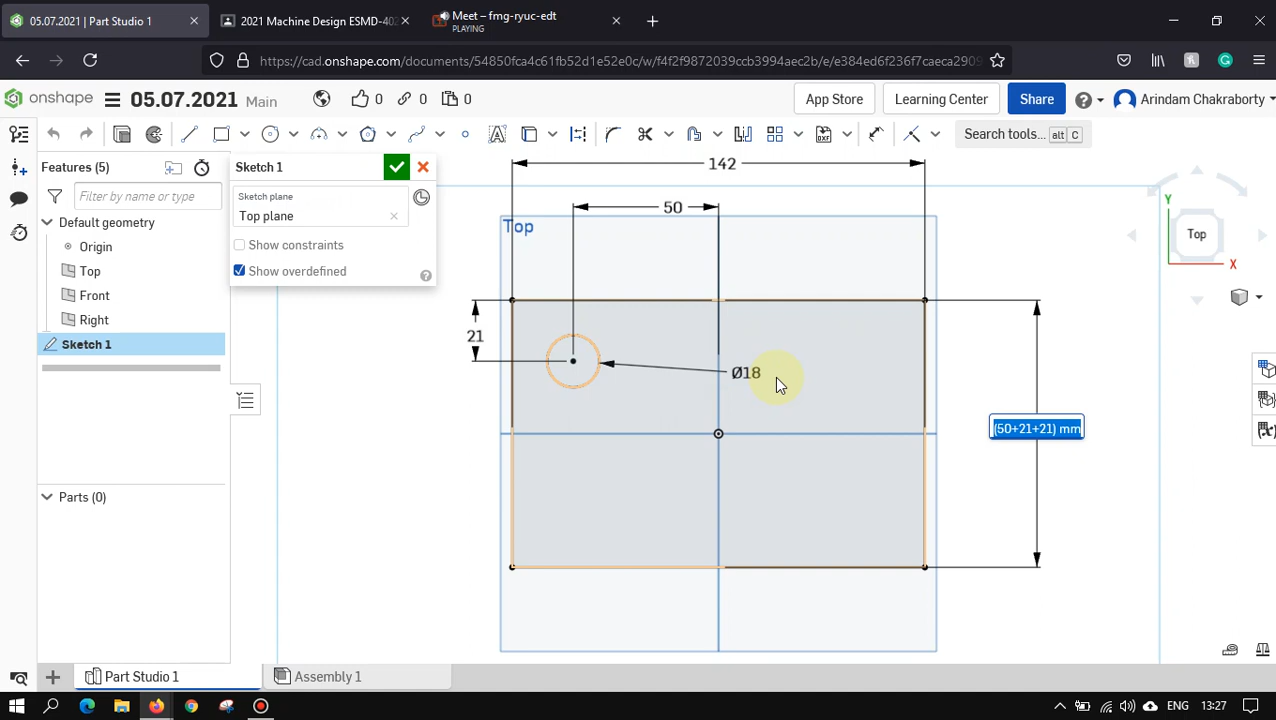 05.07.2021 | Part Studio 1
2021 Machine Design ESMD-402
Meet – fmg-ryuc-edt
PLAYING
https://cad.onshape.com/documents/54850fca4c61fb52d1e52e0c/w/f4f2f9872039ccb3994cac2b/e/e384ed6f236f7caeca2909
onshape
05.07.2021 Main
0
0
0
App Store
Learning Center
Share
Arindam Chakraborty
Search tools... alt C
Features (5)
Filter by name or type
Default geometry
Origin
Top
Front
Right
Sketch 1
Parts (0)
Sketch 1
Sketch plane
Top plane
Show constraints
Show overdefined
142
50
Top
21
Ø18
(50+21+21) mm
Y
Top
X
Part Studio 1
Assembly 1
ENG
13:27